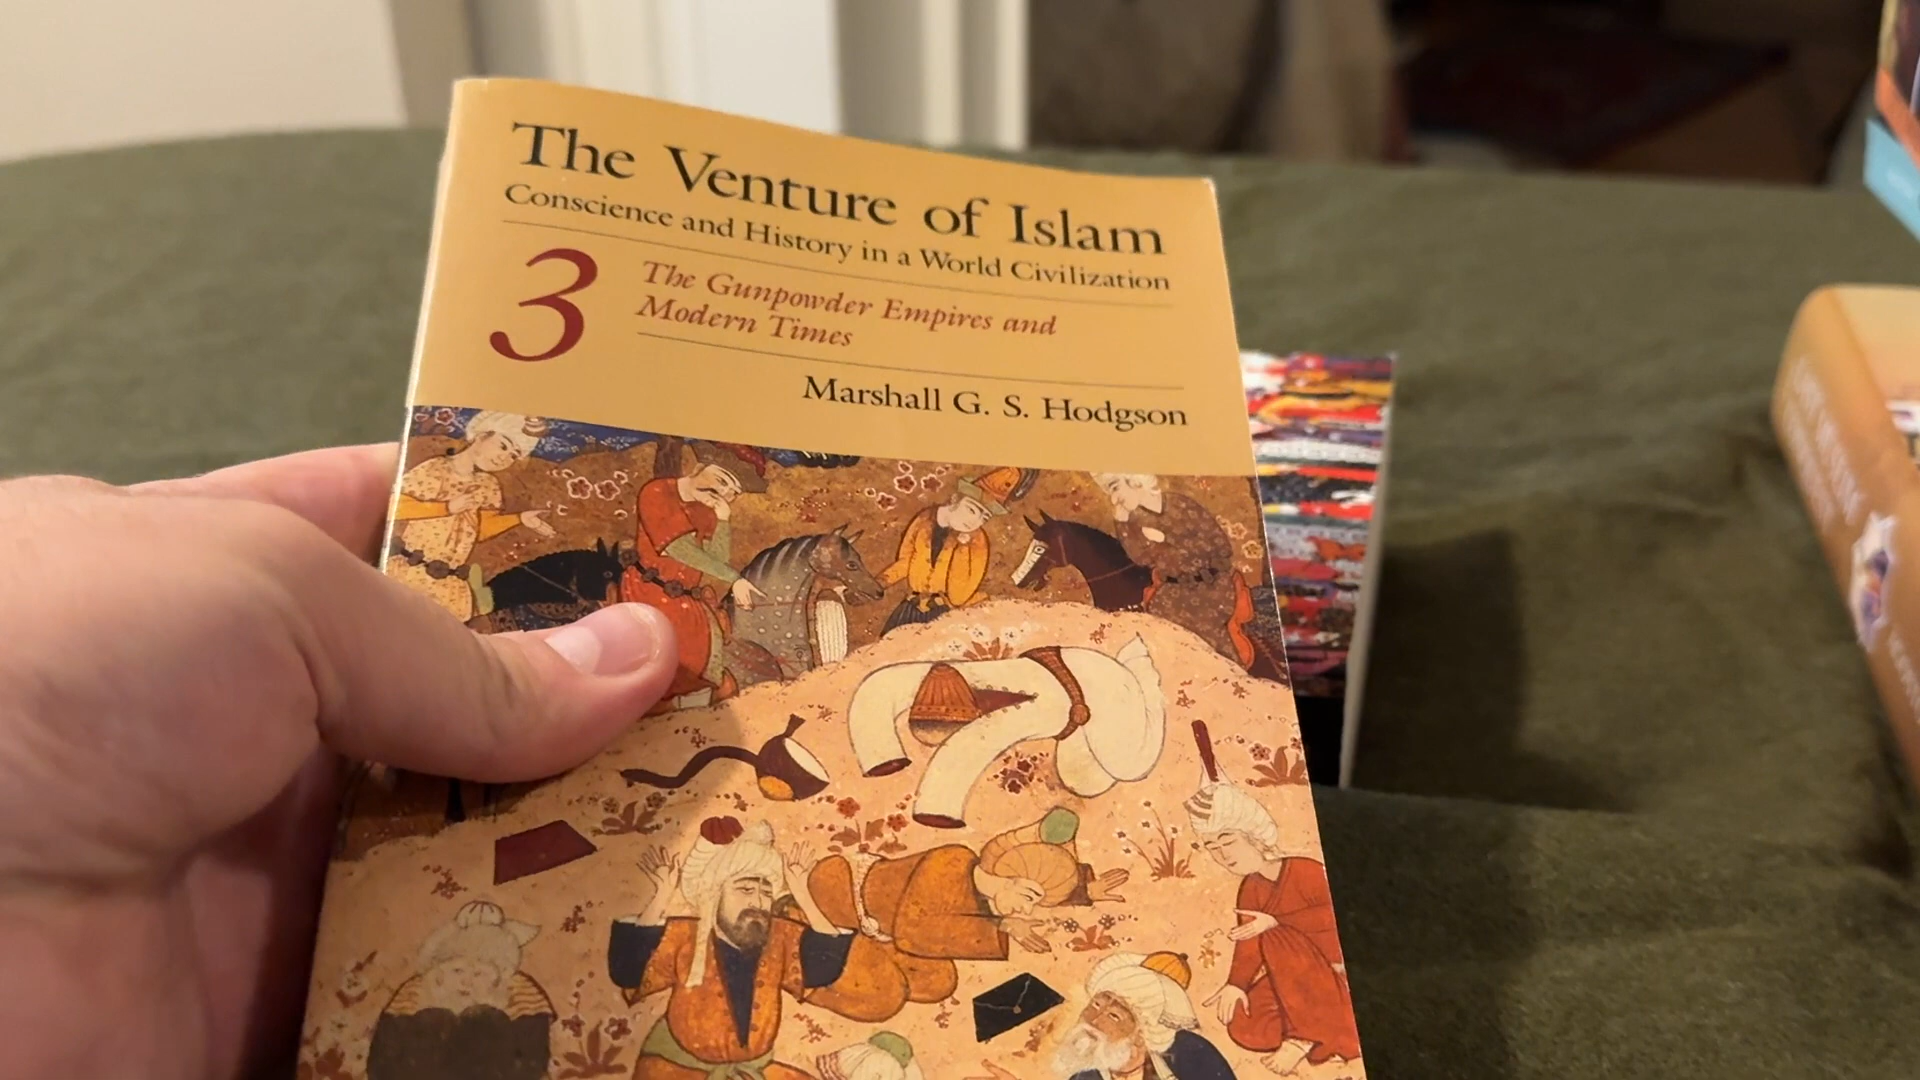 The Venture of Islam
Conscience and History in a World Civilization
3
The Gunpowder Empires and
Modern Times
Marshall G. S. Hodgson